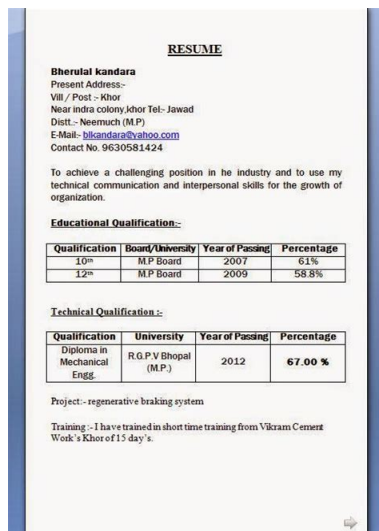 RESUME
Bherulal kandara
Present Address:-
Vill / Post :- Khor
Near indra colony,khor Tel:- Jawad
Distt.:- Neemuch (M.P)
E-Mail:- blkandara@yahoo.com
Contact No. 9630581424
To achieve a challenging position in he industry and to use my
technical communication and interpersonal skills for the growth of
organization.
Educational Qualification:-
Qualification Board/University Year of Passing Percentage
10th M.P Board 2007 61%
12th M.P Board 2009 58.8%
Technical Qualification :-
Qualification University Year of Passing Percentage
Diploma in Mechanical Engg. R.G.P.V Bhopal (M.P.) 2012 67.00 %
Project:- regenerative braking system
Training :- I have trained in short time training from Vikram Cement
Work's Khor of 15 day's.